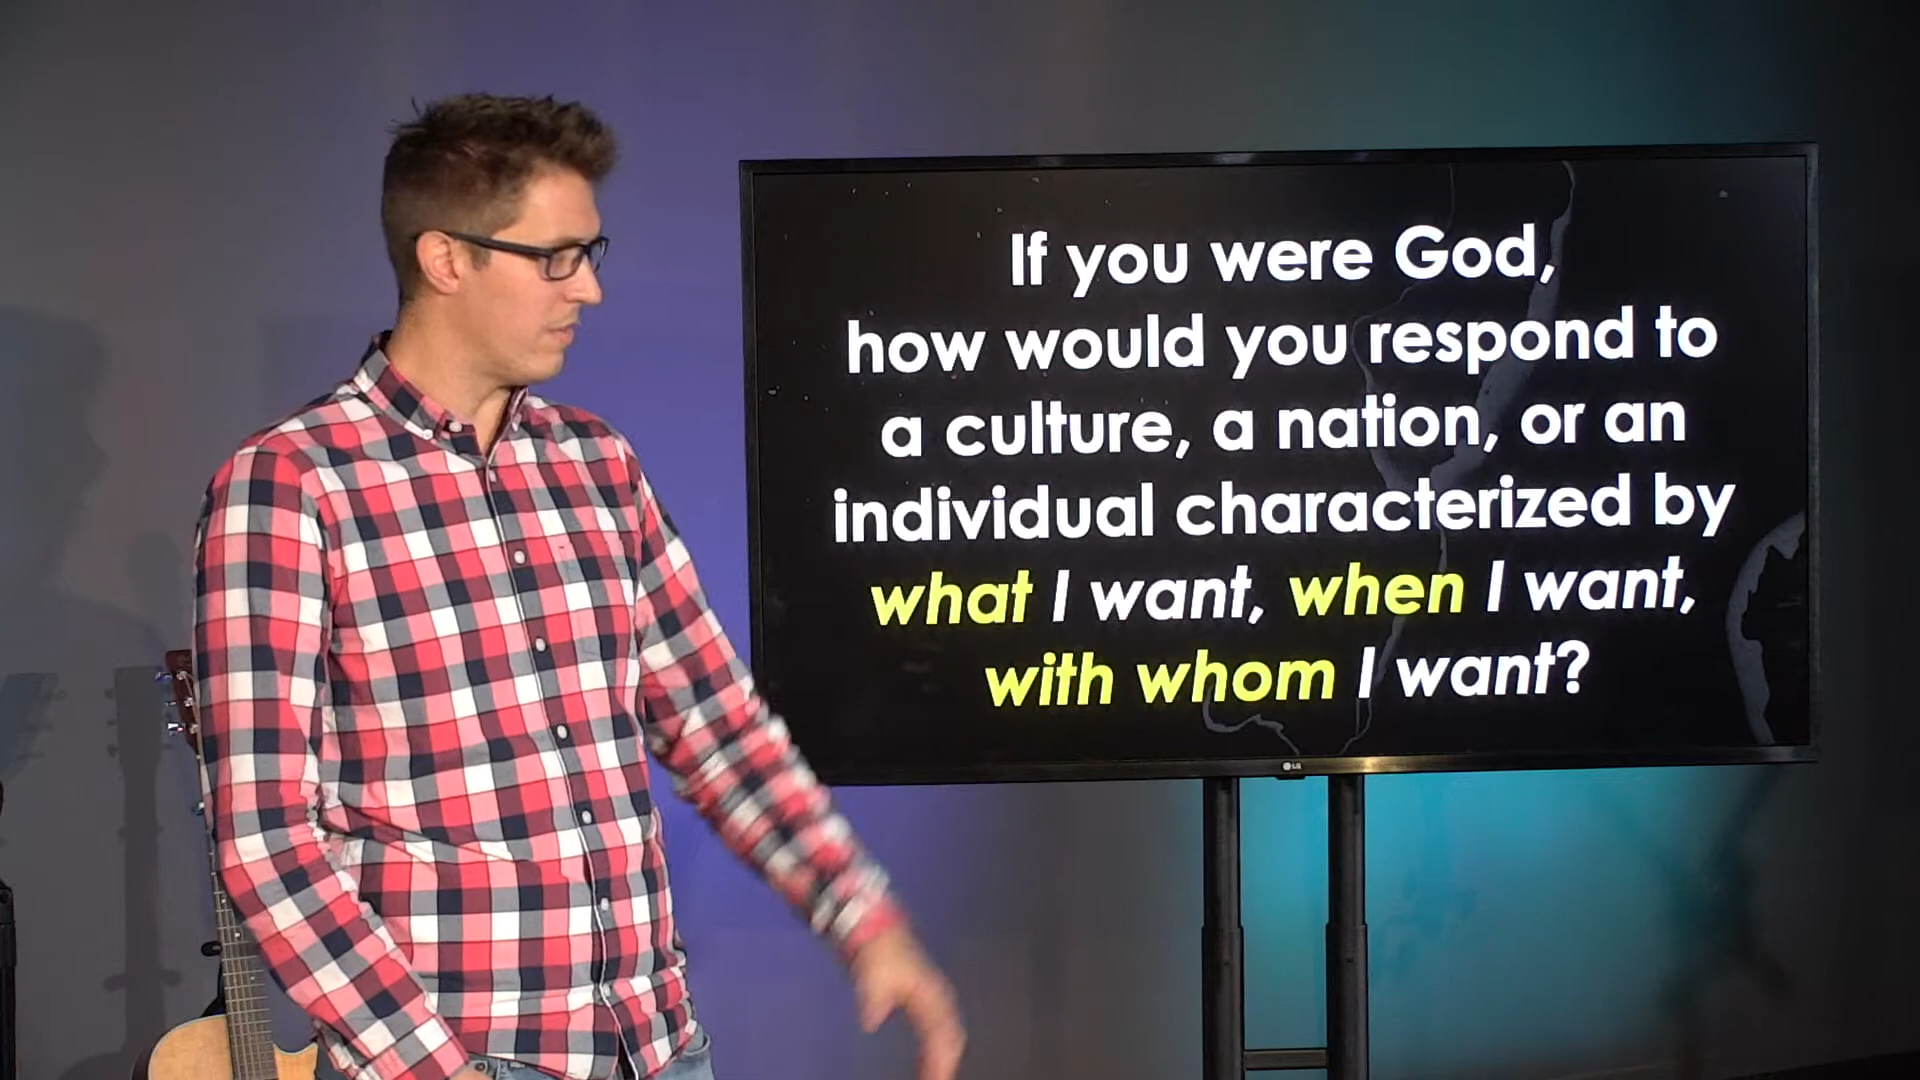 If you were God,
how would you respond to
a culture, a nation, or an
individual characterized by
what I want, when I want,
with whom I want?
LG